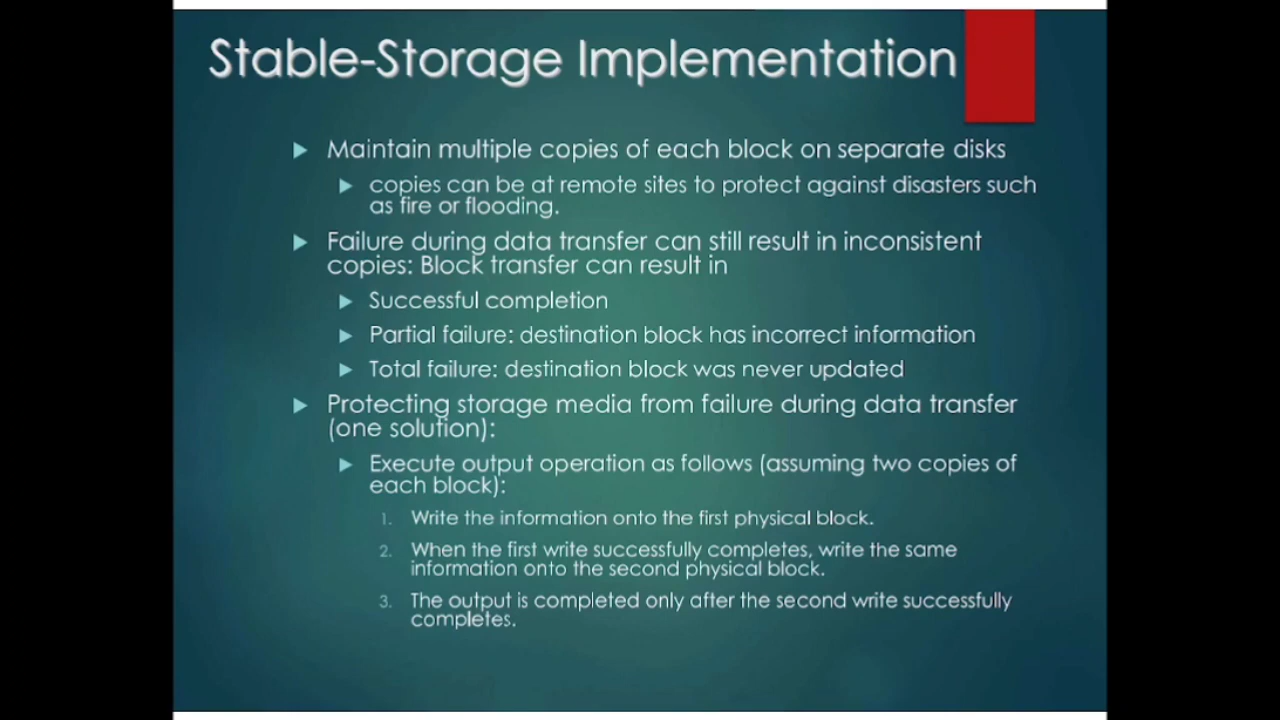 Stable-Storage Implementation
Maintain multiple copies of each block on separate disks
copies can be at remote sites to protect against disasters such
as fire or flooding.
Failure during data transfer can still result in inconsistent
copies: Block transfer can result in
Successful completion
Partial failure: destination block has incorrect information
Total failure: destination block was never updated
Protecting storage media from failure during data transfer
(one solution):
Execute output operation as follows (assuming two copies of
each block):
1. Write the information onto the first physical block.
2. When the first write successfully completes, write the same
information onto the second physical block.
3. The output is completed only after the second write successfully
completes.